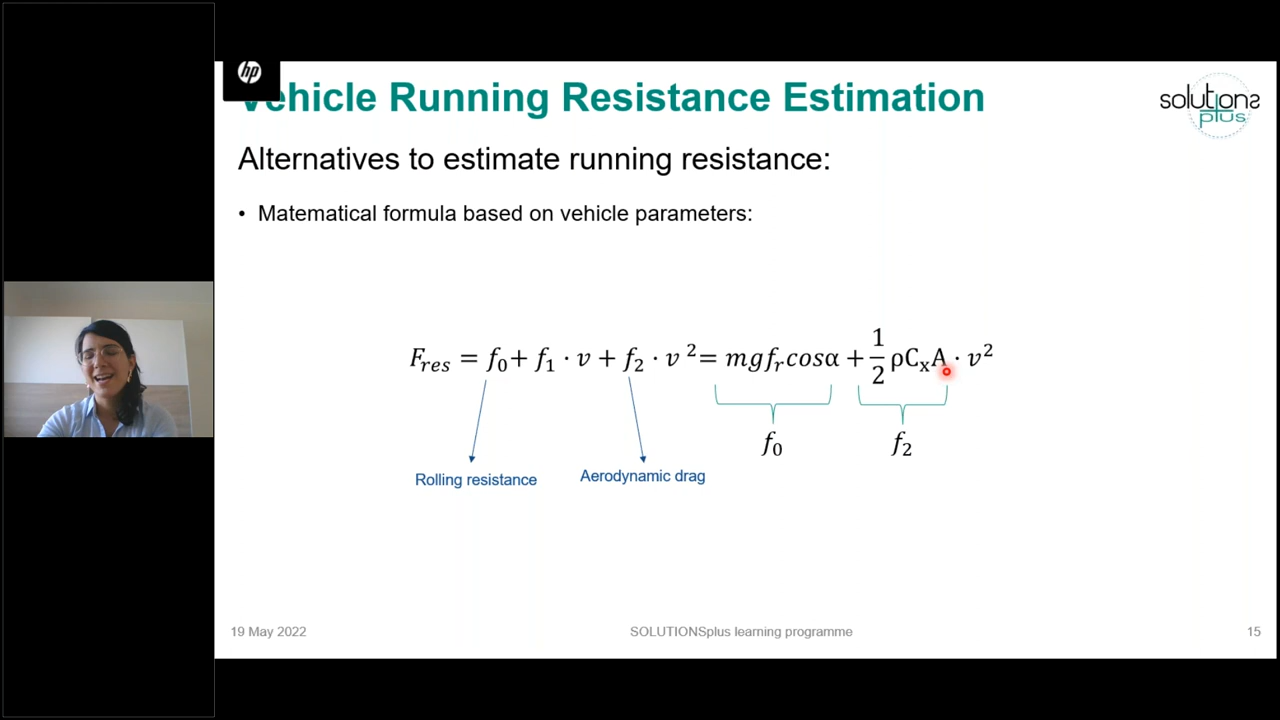 hp
Vehicle Running Resistance Estimation
solutions
plus
Alternatives to estimate running resistance:
• Matematical formula based on vehicle parameters:
F_res = f_0 + f_1 · v + f_2 · v² = mgf_r cosα + 1/2 ρC_xA · v²
f_0
f_2
Rolling resistance
Aerodynamic drag
19 May 2022
SOLUTIONSplus learning programme
15